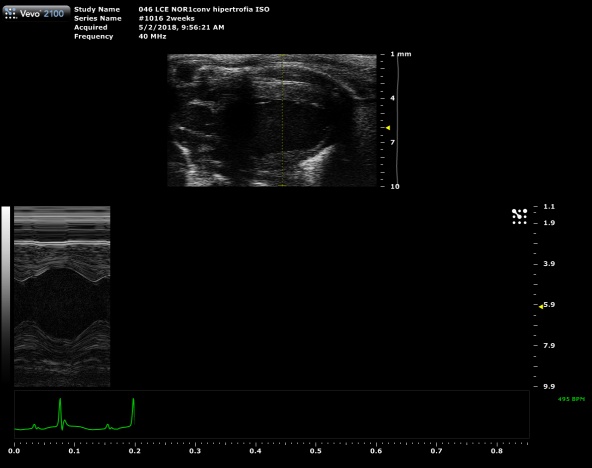 Vevo 2100
Study Name 046 LCE NOR1conv hipertrofia ISO
Series Name #1016 2weeks
Acquired 5/2/2018, 9:56:21 AM
Frequency 40 MHz
1 mm
4
7
10
1.1
1.9
3.9
5.9
7.9
9.9
495 BPM
0.0 0.1 0.2 0.3 0.4 0.5 0.6 0.7 0.8